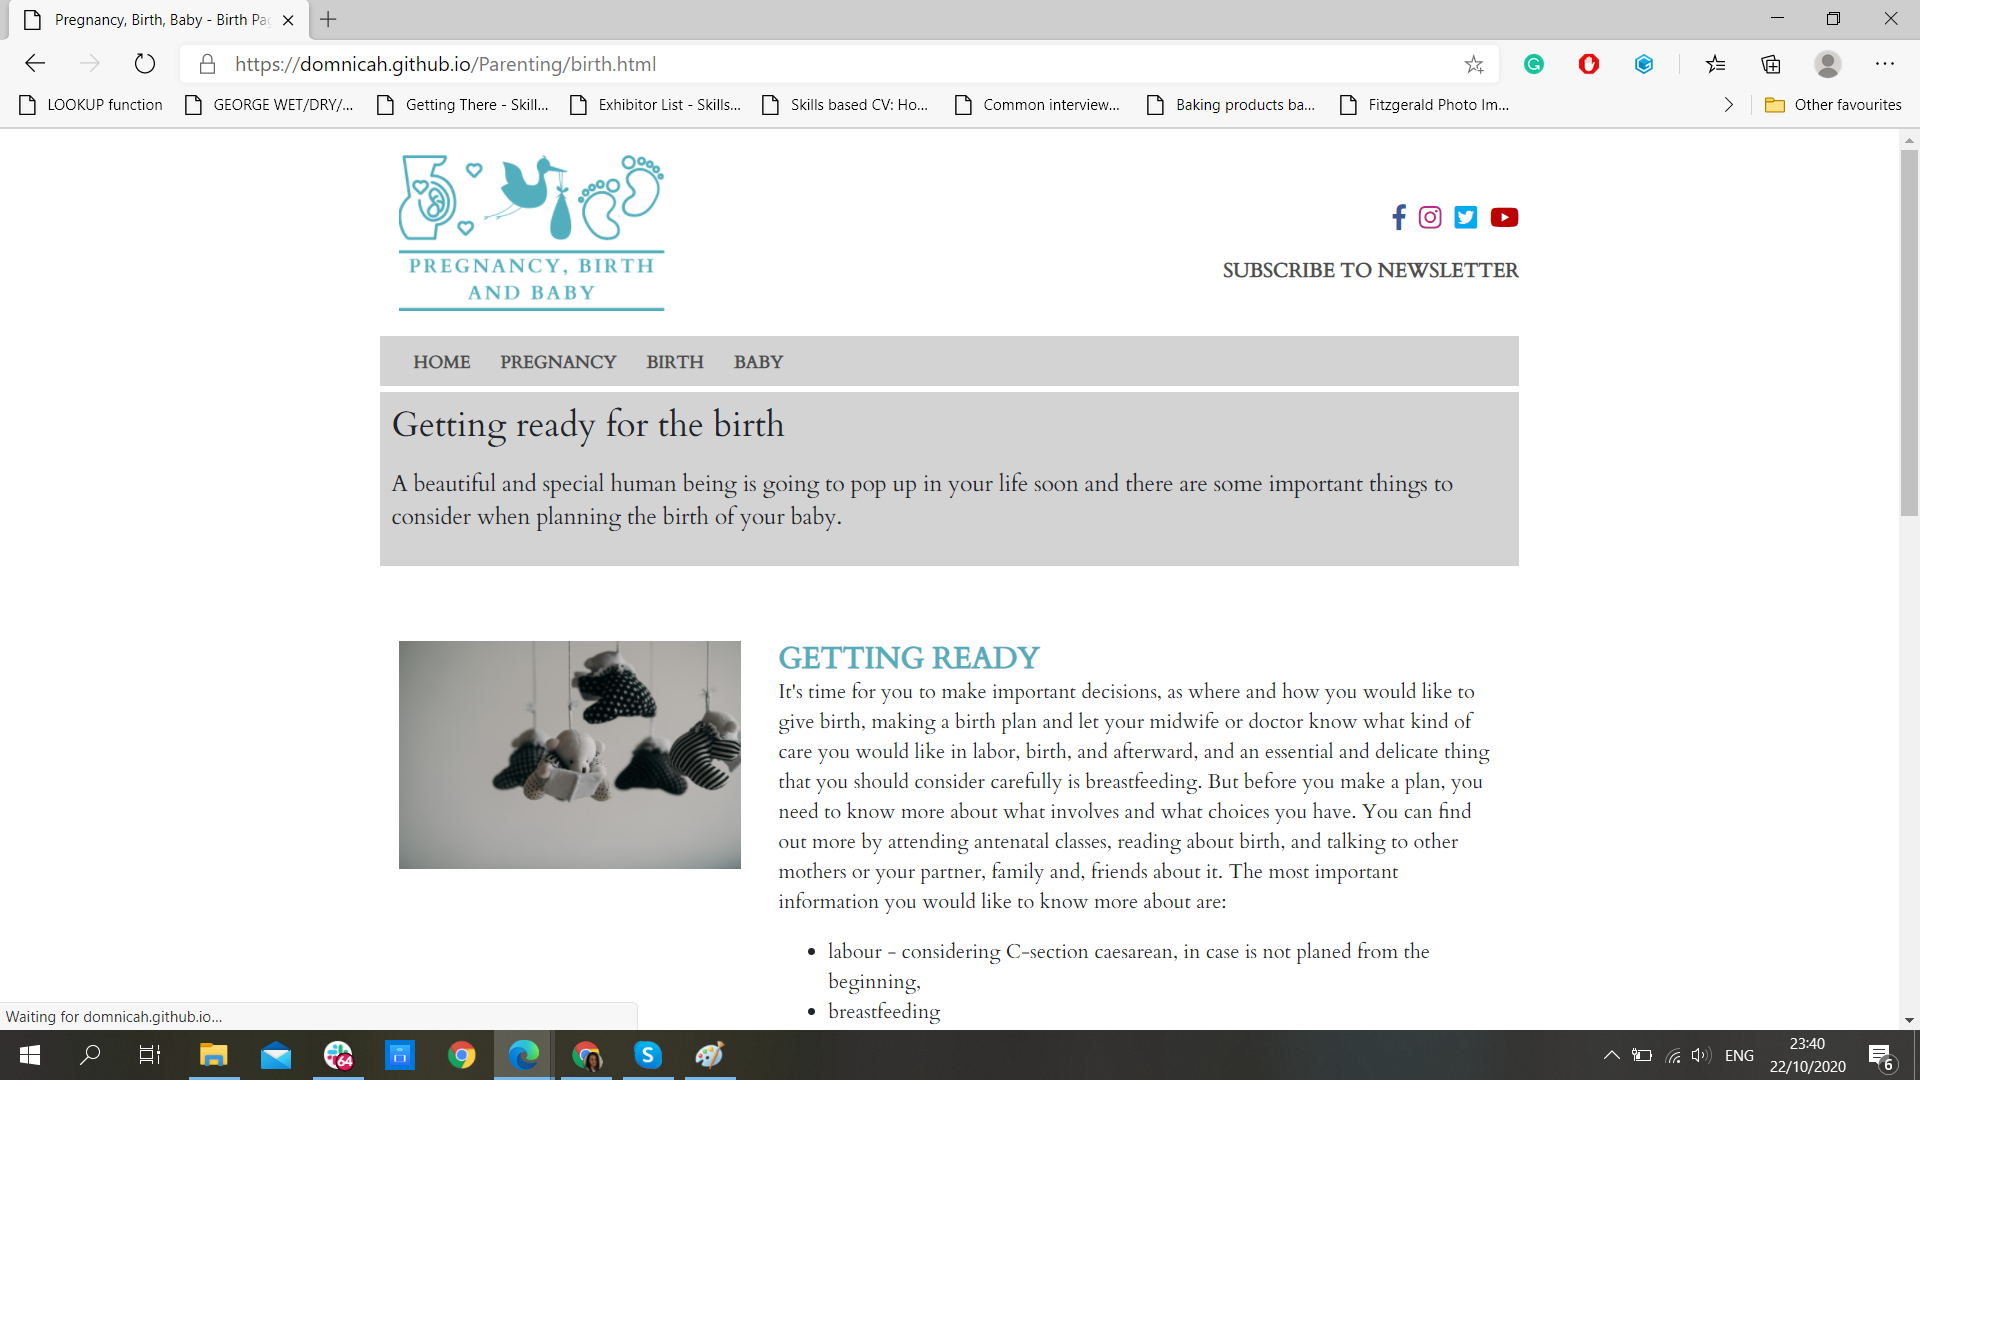 Pregnancy, Birth, Baby - Birth Pa
https://domnicah.github.io/Parenting/birth.html
LOOKUP function
GEORGE WET/DRY/...
Getting There - Skill...
Exhibitor List - Skills...
Skills based CV: Ho...
Common interview...
Baking products ba...
Fitzgerald Photo Im...
Other favourites
PREGNANCY, BIRTH
AND BABY
SUBSCRIBE TO NEWSLETTER
HOME PREGNANCY BIRTH BABY
Getting ready for the birth
A beautiful and special human being is going to pop up in your life soon and there are some important things to
consider when planning the birth of your baby.
GETTING READY
It's time for you to make important decisions, as where and how you would like to
give birth, making a birth plan and let your midwife or doctor know what kind of
care you would like in labor, birth, and afterward, and an essential and delicate thing
that you should consider carefully is breastfeeding. But before you make a plan, you
need to know more about what involves and what choices you have. You can find
out more by attending antenatal classes, reading about birth, and talking to other
mothers or your partner, family and, friends about it. The most important
information you would like to know more about are:
• labour - considering C-section caesarean, in case is not planed from the
beginning,
• breastfeeding
Waiting for domnicah.github.io...
64
S
ENG
23:40
22/10/2020
6